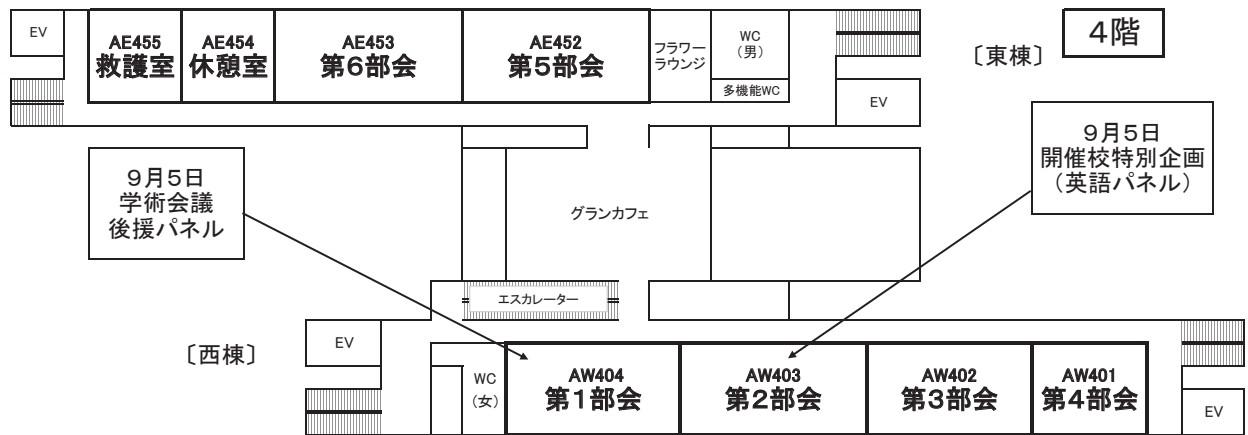 4階
〔東棟〕
EV
AE455
救護室
AE454
休憩室
AE453
第6部会
AE452
第5部会
フラワー
ラウンジ
WC
(男)
多機能WC
EV
9月5日
学術会議
後援パネル
グランカフェ
9月5日
開催校特別企画
(英語パネル)
エスカレーター
〔西棟〕
EV
WC
(女)
AW404
第1部会
AW403
第2部会
AW402
第3部会
AW401
第4部会
EV